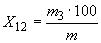 X₁₂ = m₃ · 100 / m